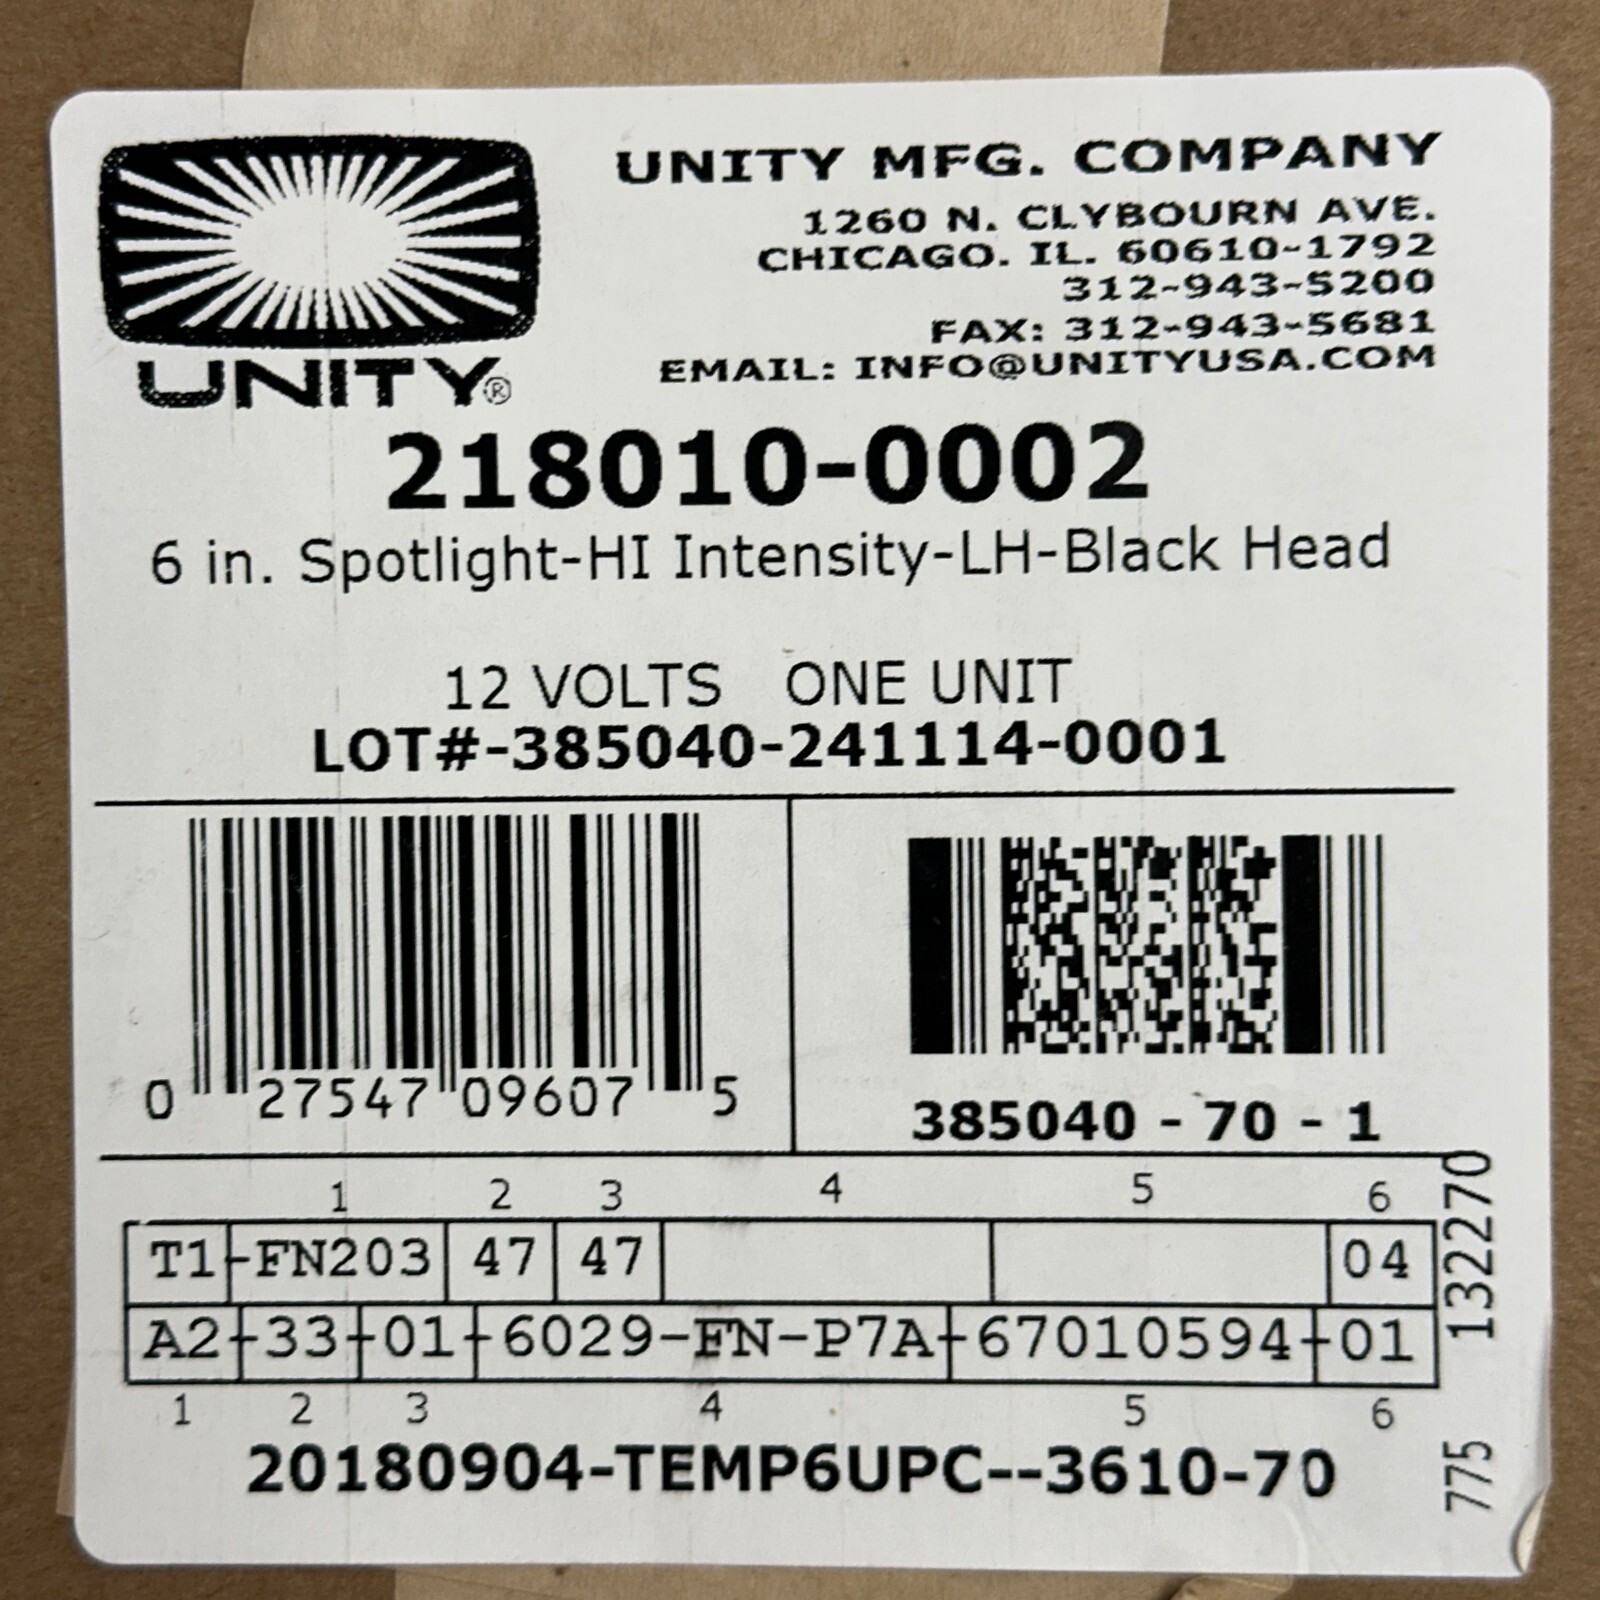 UNITY MFG. COMPANY
1260 N. CLYBOURN AVE.
CHICAGO. IL. 60610-1792
312-943-5200
FAX: 312-943-5681
EMAIL: INFO@UNITYUSA.COM
UNITY®
218010-0002
6 in. Spotlight-HI Intensity-LH-Black Head
12 VOLTS ONE UNIT
LOT#-385040-241114-0001
0 27547 09607 5
385040 - 70 - 1
1 2 3 4 5 6
T1-FN203 47 47 04
A2-33-01-6029-FN-P7A-67010594-01
1 2 3 4 5 6
20180904-TEMP6UPC--3610-70
775 132270